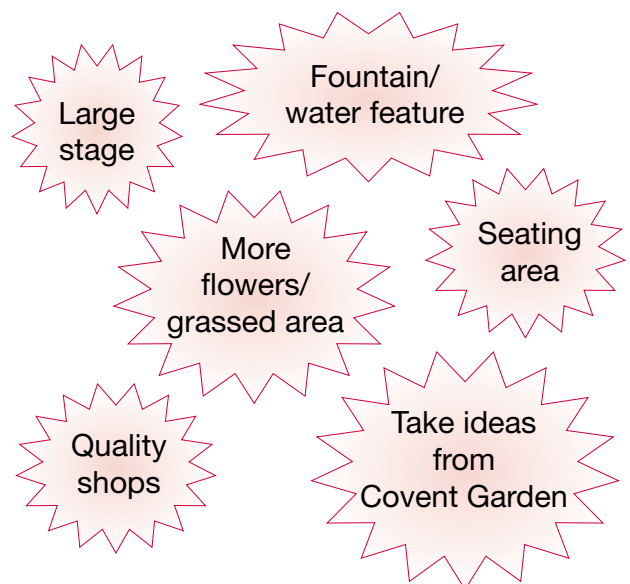 Large
stage
Fountain/
water feature
More
flowers/
grassed area
Seating
area
Quality
shops
Take ideas
from
Covent Garden